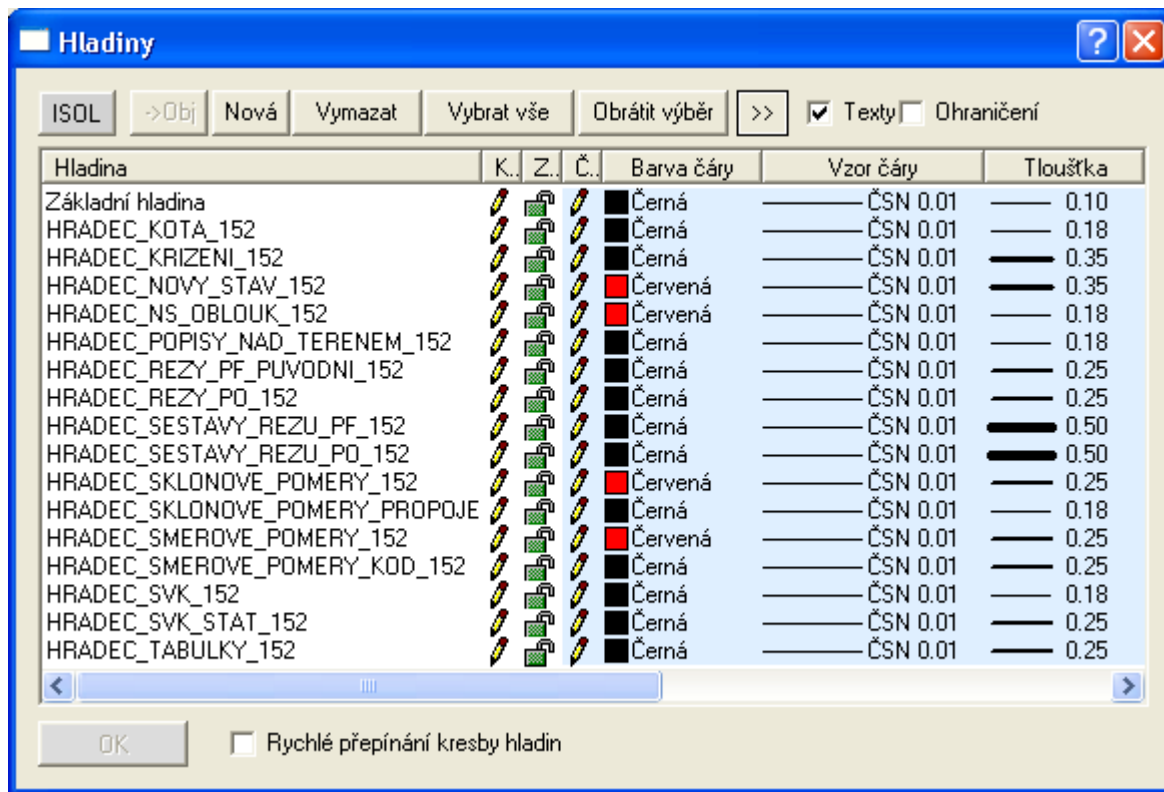 Hladiny
ISOL ->Obj Nová Vymazat Vybrat vše Obrátit výběr >> Texty Ohraničení
Hladina K.. Z.. Č.. Barva čáry Vzor čáry Tloušťka
Základní hladina Černá ČSN 0.01 0.10
HRADEC_KOTA_152 Černá ČSN 0.01 0.18
HRADEC_KRIZENI_152 Černá ČSN 0.01 0.35
HRADEC_NOVY_STAV_152 Červená ČSN 0.01 0.35
HRADEC_NS_OBLOUK_152 Červená ČSN 0.01 0.18
HRADEC_POPISY_NAD_TERENEM_152 Černá ČSN 0.01 0.18
HRADEC_REZY_PF_PUVODNI_152 Černá ČSN 0.01 0.25
HRADEC_REZY_PO_152 Černá ČSN 0.01 0.25
HRADEC_SESTAVY_REZU_PF_152 Černá ČSN 0.01 0.50
HRADEC_SESTAVY_REZU_PO_152 Černá ČSN 0.01 0.50
HRADEC_SKLONOVE_POMERY_152 Červená ČSN 0.01 0.25
HRADEC_SKLONOVE_POMERY_PROPOJE Černá ČSN 0.01 0.18
HRADEC_SMEROVE_POMERY_152 Červená ČSN 0.01 0.25
HRADEC_SMEROVE_POMERY_KOD_152 Černá ČSN 0.01 0.25
HRADEC_SVK_152 Černá ČSN 0.01 0.18
HRADEC_SVK_STAT_152 Černá ČSN 0.01 0.25
HRADEC_TABULKY_152 Černá ČSN 0.01 0.25
OK Rychlé přepínání kresby hladin